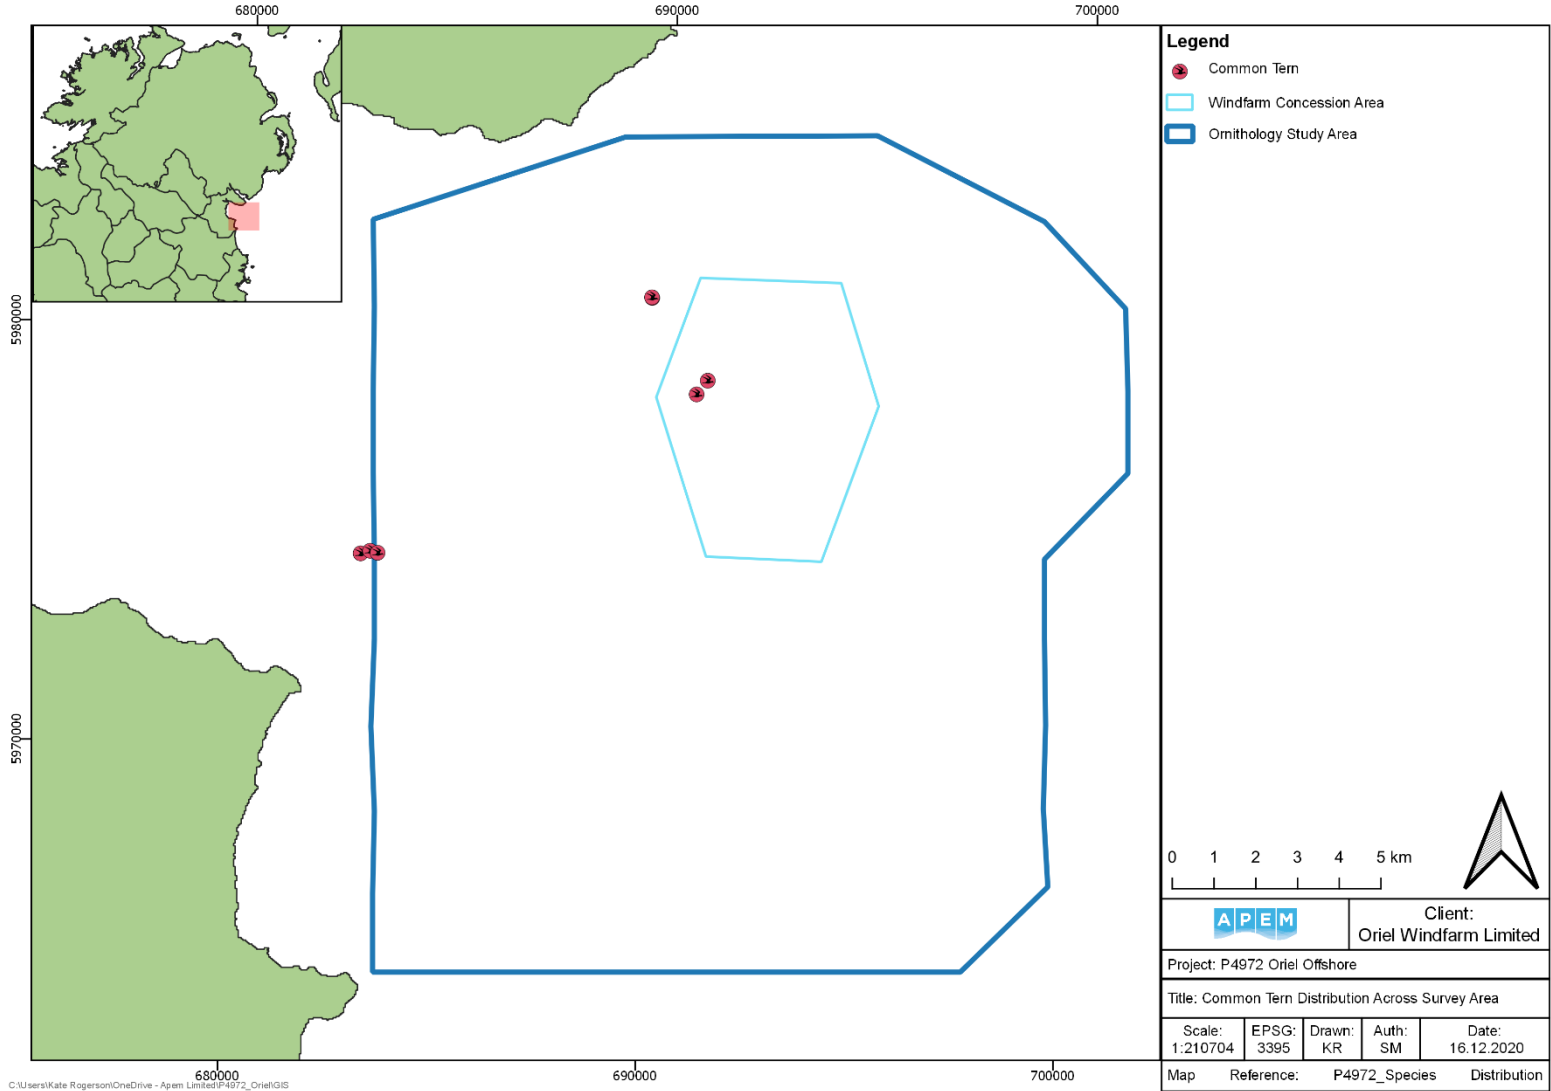 680000
690000
700000
5980000
5970000
680000
690000
700000
Legend
Common Tern
Windfarm Concession Area
Ornithology Study Area
0 1 2 3 4 5 km
APEM
Client:
Oriel Windfarm Limited
Project: P4972 Oriel Offshore
Title: Common Tern Distribution Across Survey Area
Scale:
1:210704
EPSG:
3395
Drawn:
KR
Auth:
SM
Date:
16.12.2020
Map Reference: P4972_Species Distribution
C:\Users\Kate Rogerson\OneDrive - Apem Limited\P4972_Oriel\GIS